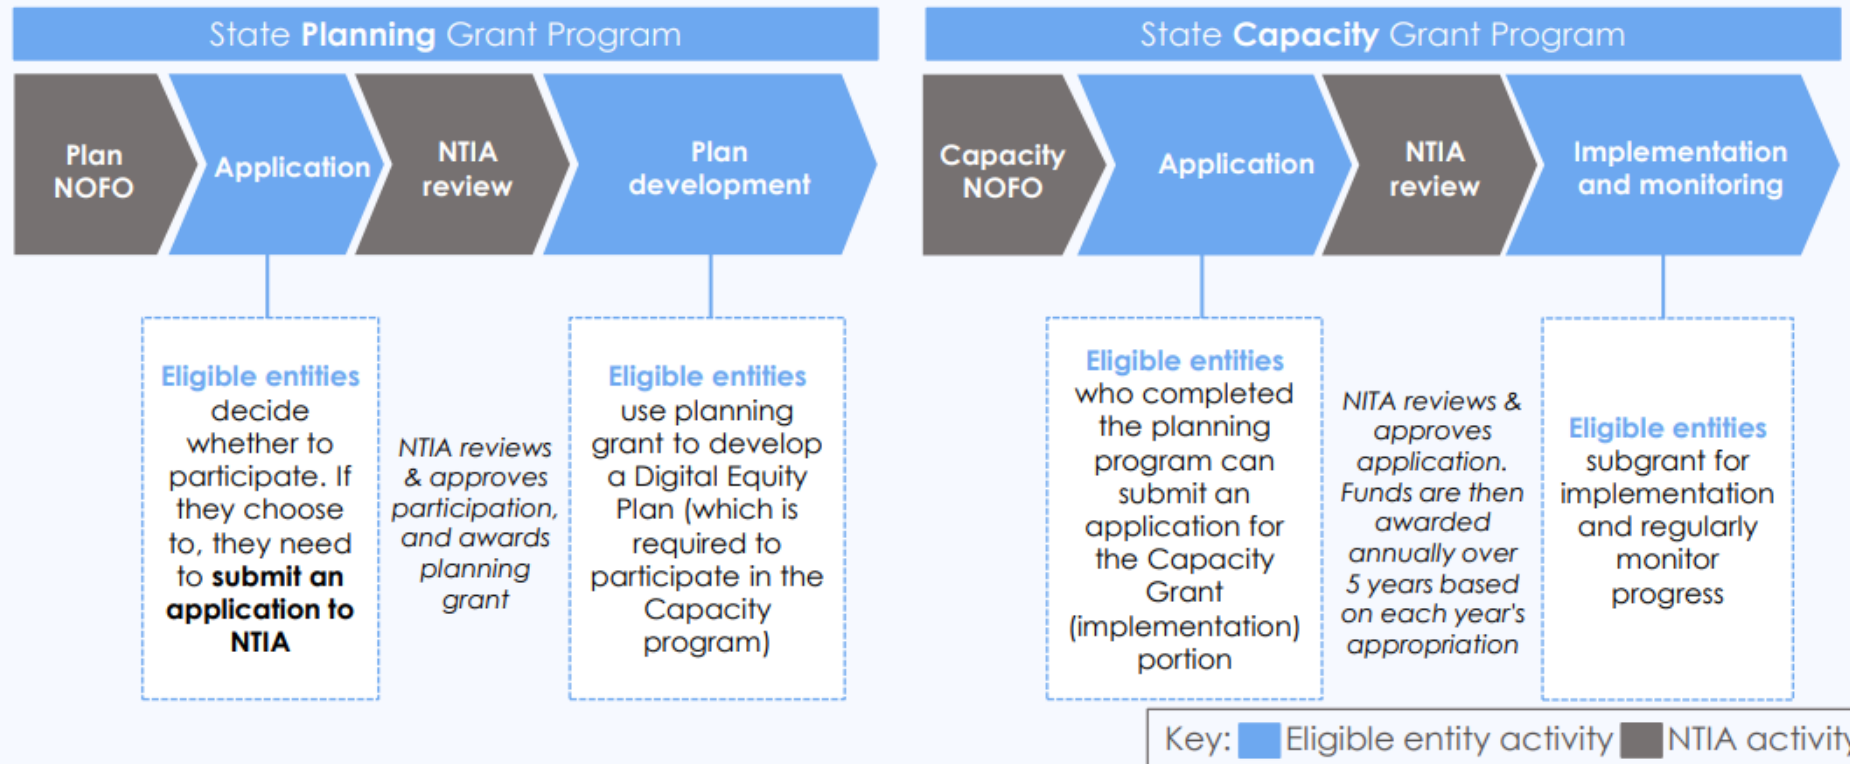 State Planning Grant Program
Plan
NOFO
Application
NTIA
review
Plan
development
Eligible entities
decide
whether to
participate. If
they choose
to, they need
to submit an
application to
NTIA
NTIA reviews
& approves
participation,
and awards
planning
grant
Eligible entities
use planning
grant to develop
a Digital Equity
Plan (which is
required to
participate in the
Capacity
program)
State Capacity Grant Program
Capacity
NOFO
Application
NTIA
review
Implementation
and monitoring
Eligible entities
who completed
the planning
program can
submit an
application for
the Capacity
Grant
(implementation)
portion
NITA reviews &
approves
application.
Funds are then
awarded
annually over
5 years based
on each year's
appropriation
Eligible entities
subgrant for
implementation
and regularly
monitor
progress
Key: Eligible entity activity NTIA activity